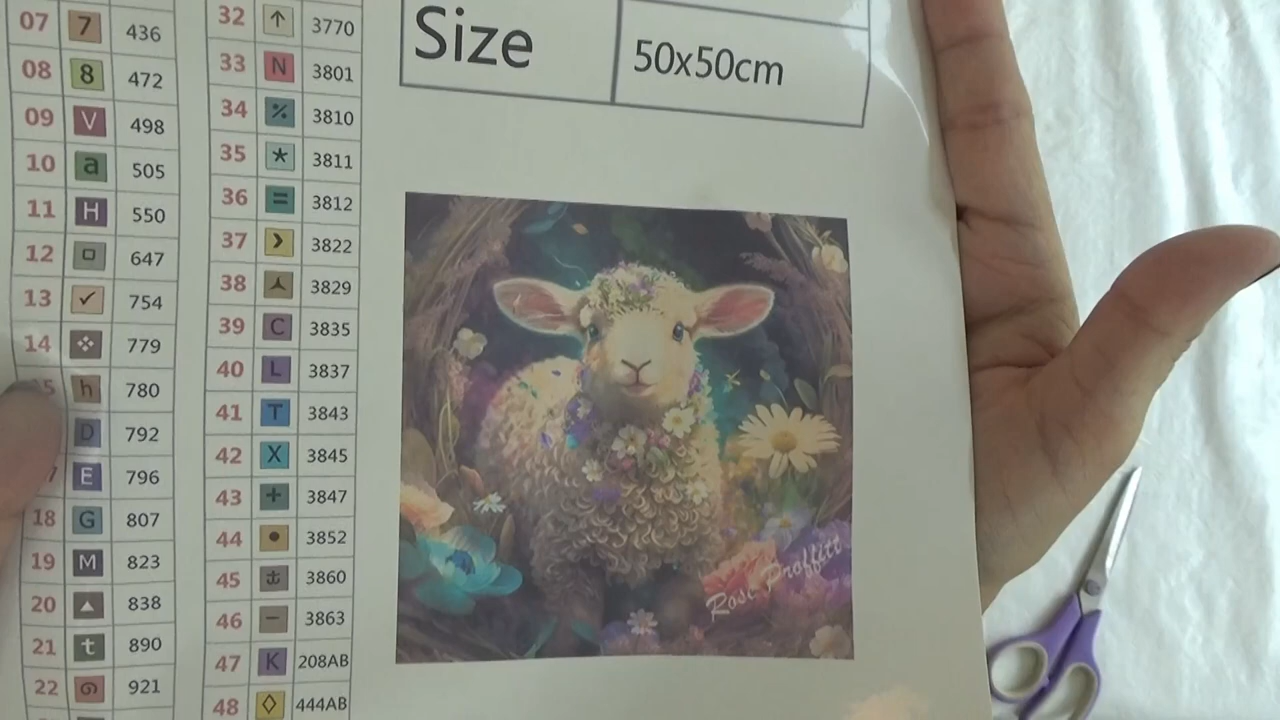 07 7 436
08 8 472
09 V 498
10 a 505
11 H 550
12 647
13 ✓ 754
14 ❖ 779
5 h 780
D 792
7 E 796
18 G 807
19 M 823
20 ▲ 838
21 t 890
22 921
32 ↑ 3770
33 N 3801
34 % 3810
35 * 3811
36 = 3812
37 3822
38 3829
39 C 3835
40 L 3837
41 T 3843
42 X 3845
43 + 3847
44 • 3852
45 3860
46 − 3863
47 K 208AB
48 ◇ 444AB
Size 50x50cm
Rose Proffitt